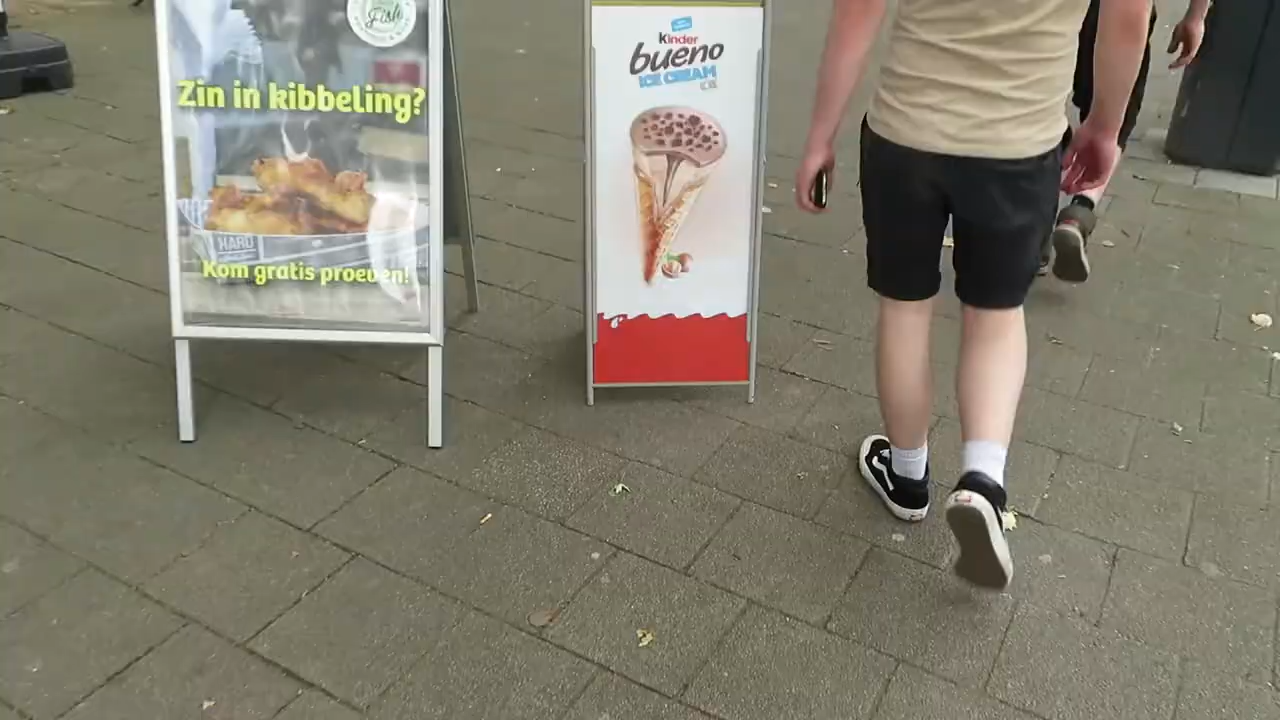 Fish
Zin in kibbeling?
HARD
Kom gratis proeven!
Kinder
bueno
ICE CREAM